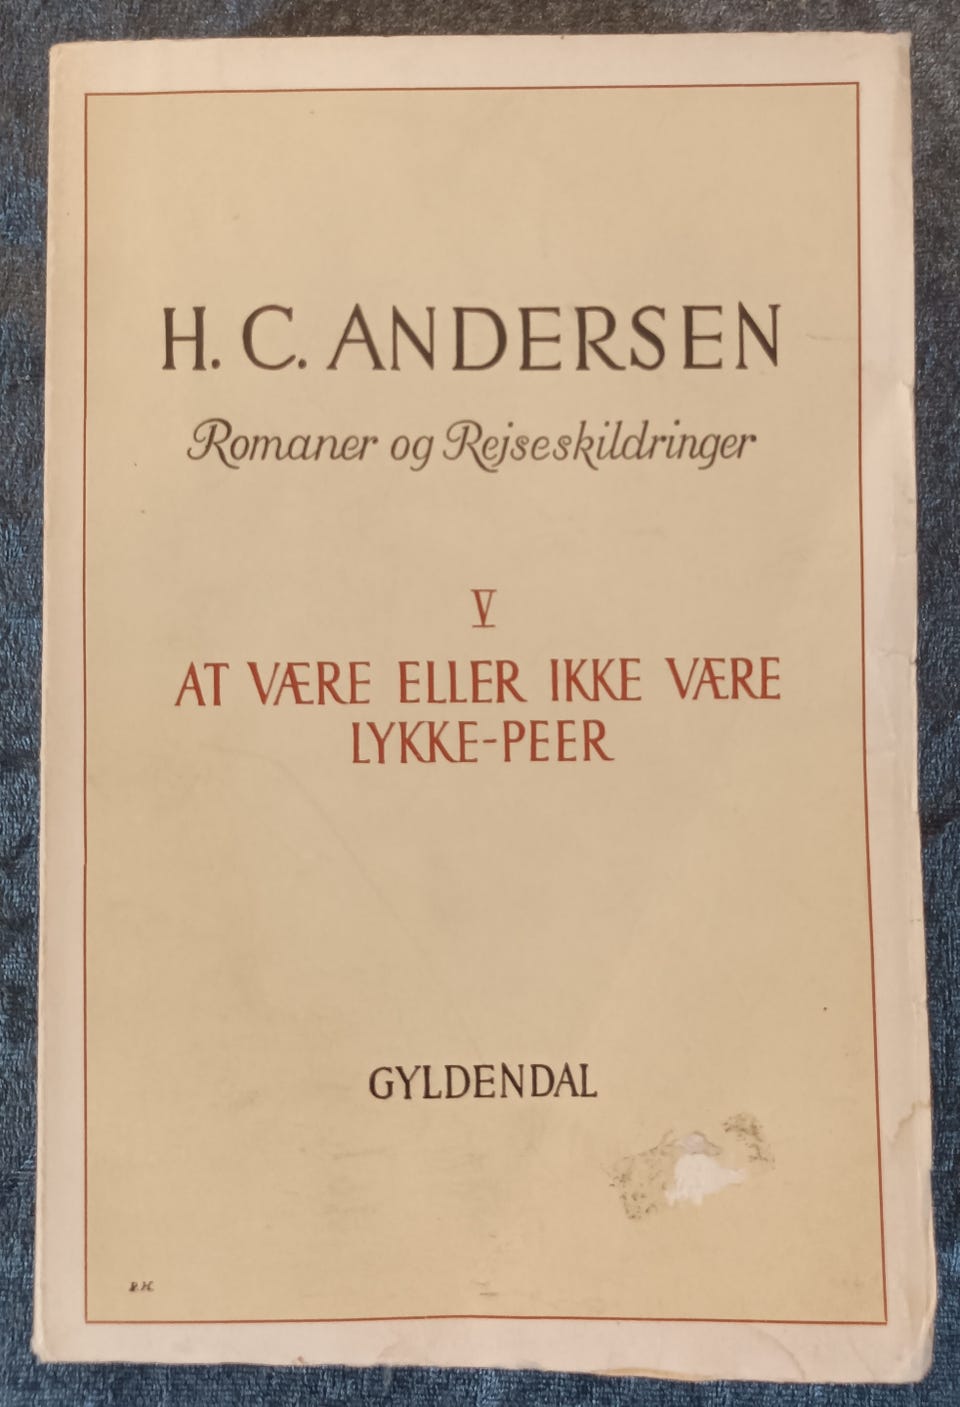 H. C. ANDERSEN
Romaner og Rejseskildringer
V
AT VÆRE ELLER IKKE VÆRE
LYKKE-PEER
GYLDENDAL